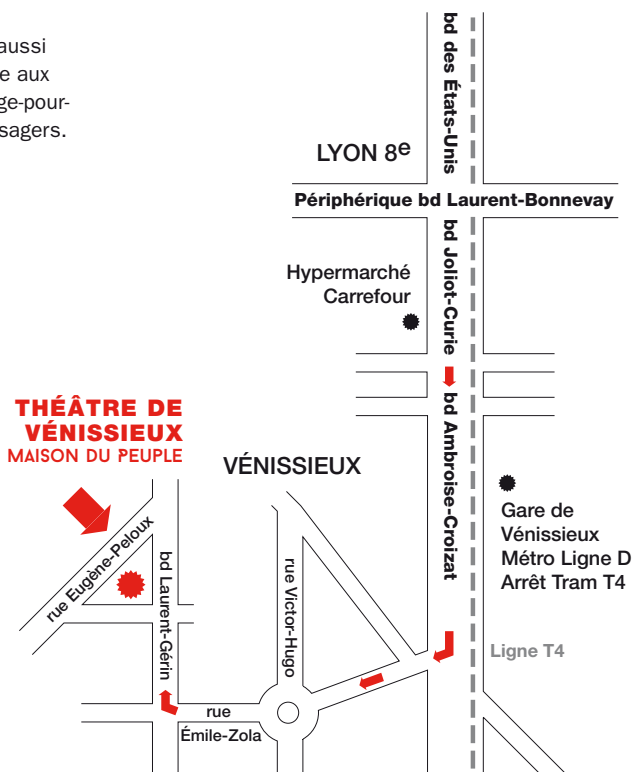 aussi
e aux
ge-pour-
sagers.
bd des États-Unis
LYON 8e
Périphérique bd Laurent-Bonnevay
bd Joliot-Curie
Hypermarché
Carrefour
bd Ambroise-Croizat
THÉÂTRE DE
VÉNISSIEUX
MAISON DU PEUPLE
VÉNISSIEUX
Gare de
Vénissieux
Métro Ligne D
Arrêt Tram T4
rue Eugène-Peloux
bd Laurent-Gérin
rue Victor-Hugo
Ligne T4
rue
Émile-Zola